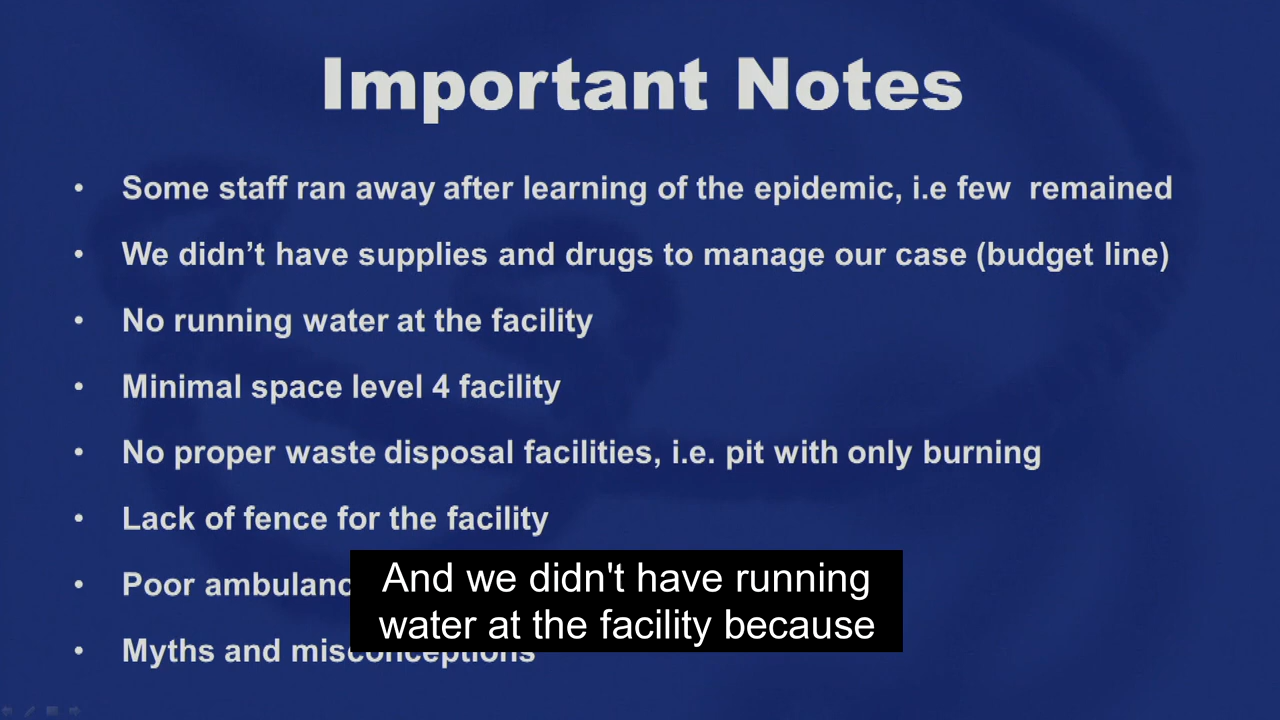 Important Notes
• Some staff ran away after learning of the epidemic, i.e few remained
• We didn’t have supplies and drugs to manage our case (budget line)
• No running water at the facility
• Minimal space level 4 facility
• No proper waste disposal facilities, i.e. pit with only burning
• Lack of fence for the facility
• Poor
• Myths and misconceptions
And we didn't have running
water at the facility because